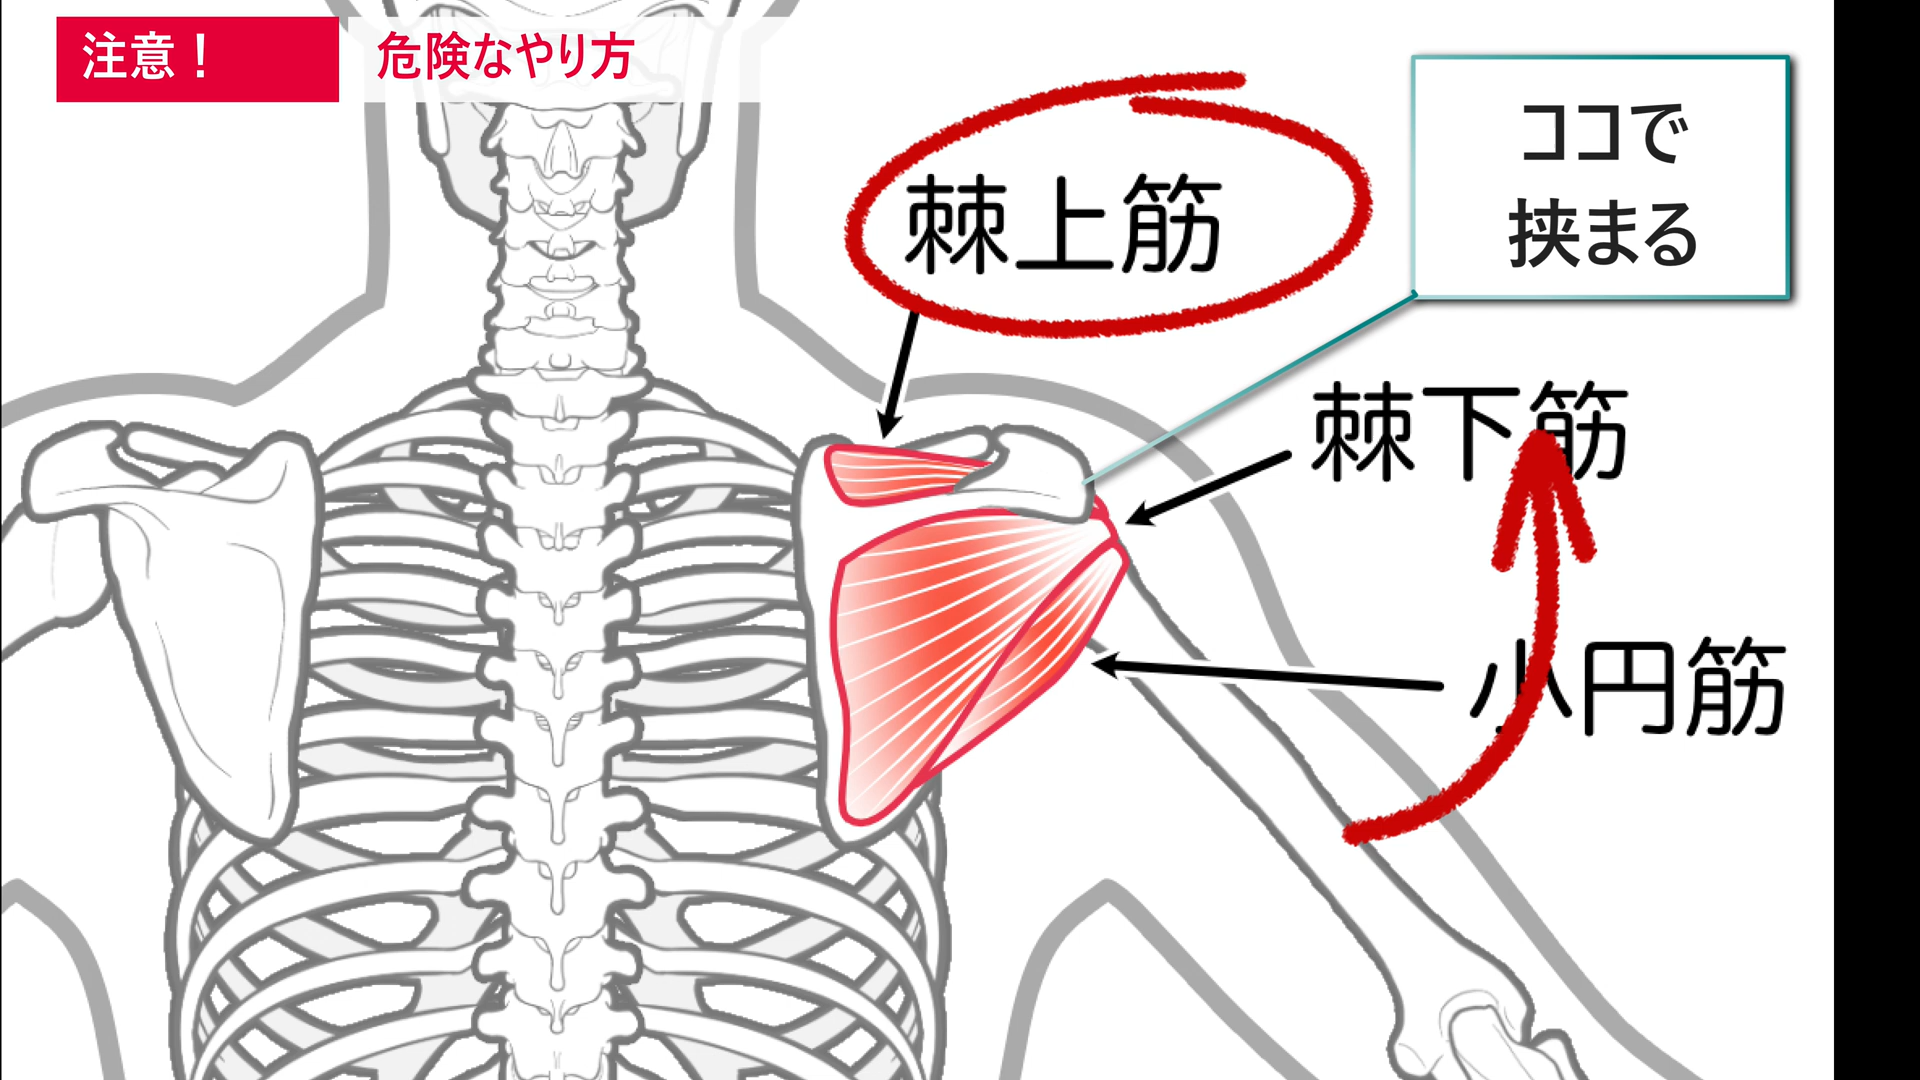 注意！
危険なやり方
棘上筋
ココで
挟まる
棘下筋
小円筋